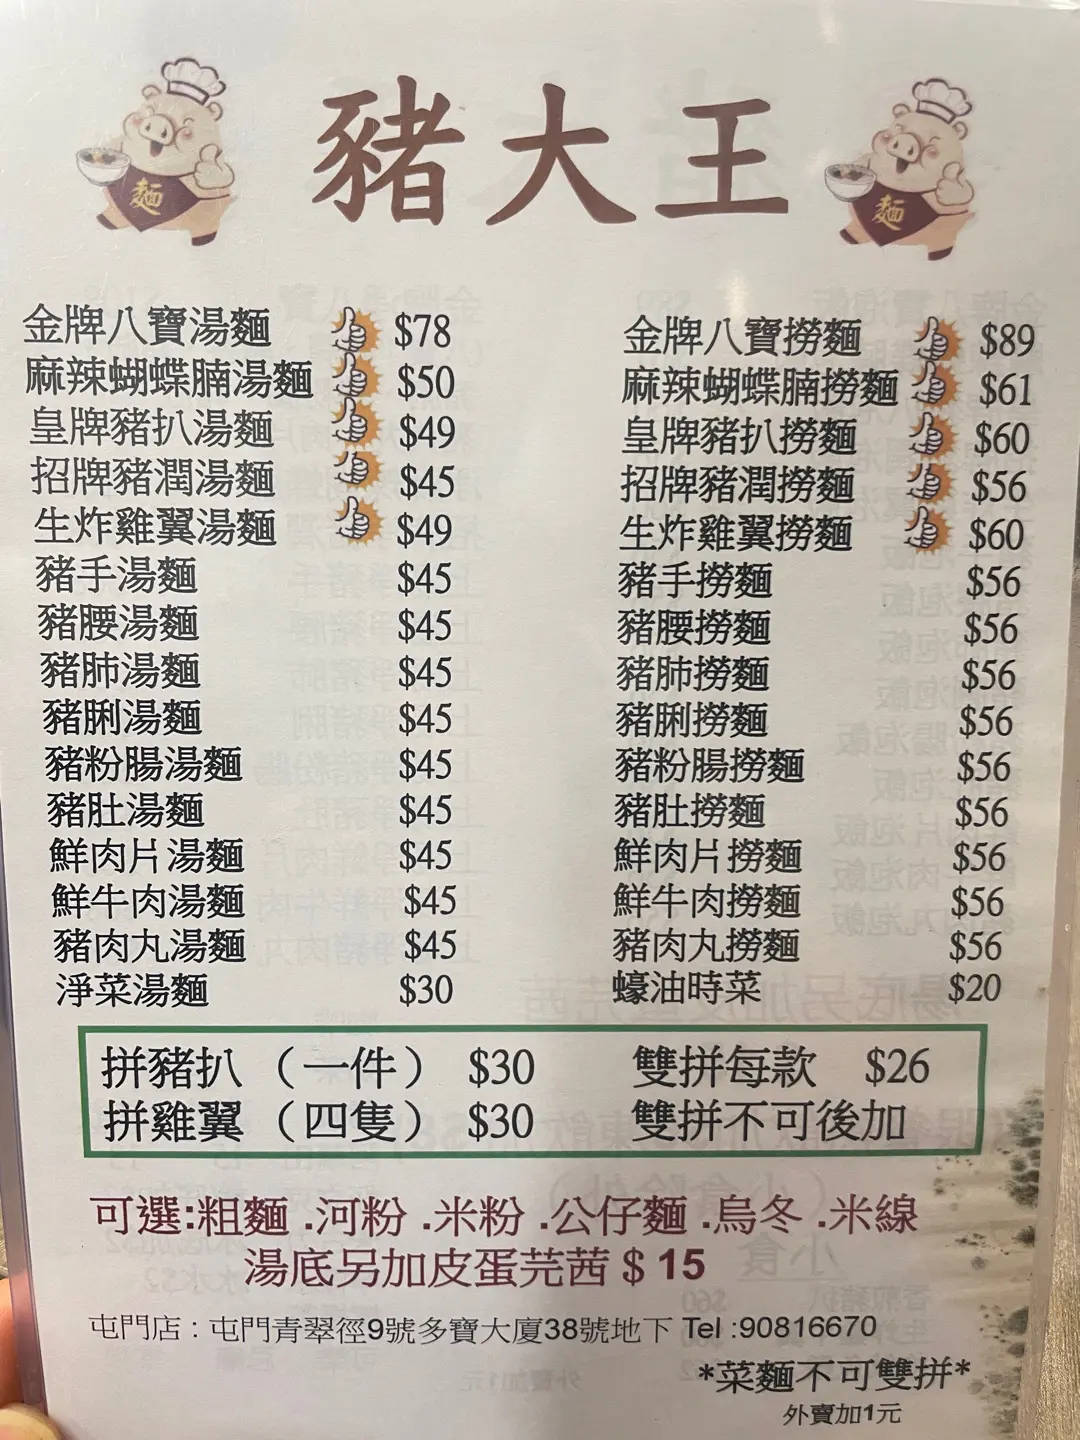 豬大王
麵
麵
金牌八寶湯麵 $78
麻辣蝴蝶腩湯麵 $50
皇牌豬扒湯麵 $49
招牌豬潤湯麵 $45
生炸雞翼湯麵 $49
豬手湯麵 $45
豬腰湯麵 $45
豬肺湯麵 $45
豬脷湯麵 $45
豬粉腸湯麵 $45
豬肚湯麵 $45
鮮肉片湯麵 $45
鮮牛肉湯麵 $45
豬肉丸湯麵 $45
淨菜湯麵 $30
金牌八寶撈麵 $89
麻辣蝴蝶腩撈麵 $61
皇牌豬扒撈麵 $60
招牌豬潤撈麵 $56
生炸雞翼撈麵 $60
豬手撈麵 $56
豬腰撈麵 $56
豬肺撈麵 $56
豬脷撈麵 $56
豬粉腸撈麵 $56
豬肚撈麵 $56
鮮肉片撈麵 $56
鮮牛肉撈麵 $56
豬肉丸撈麵 $56
蠔油時菜 $20
拼豬扒（一件） $30 雙拼每款 $26
拼雞翼（四隻） $30 雙拼不可後加
可選:粗麵 .河粉 .米粉 .公仔麵 .烏冬 .米線
湯底另加皮蛋芫茜 $ 15
屯門店：屯門青翠徑9號多寶大廈38號地下 Tel :90816670
*菜麵不可雙拼*
外賣加1元